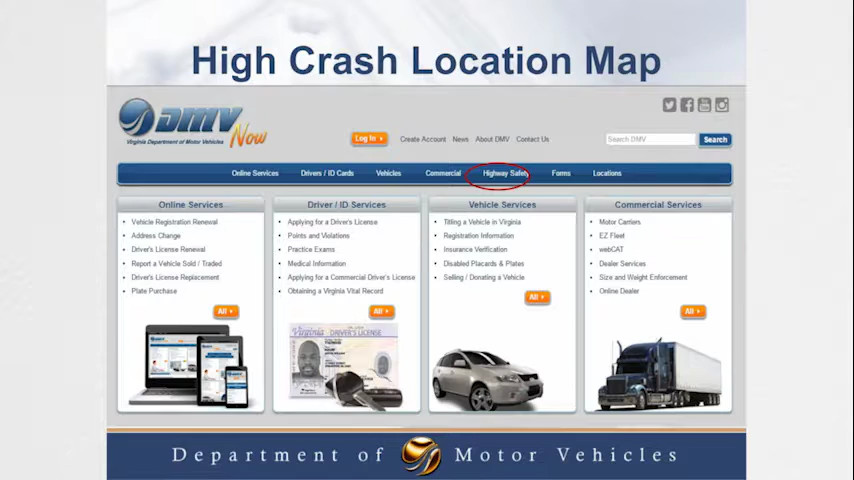 High Crash Location Map
DMV Now
Virginia Department of Motor Vehicles
Log In
Create Account News About DMV Contact Us
Search DMV
Search
Online Services Drivers / ID Cards Vehicles Commercial Highway Safety Forms Locations
Online Services
Vehicle Registration Renewal
Address Change
Driver's License Renewal
Report a Vehicle Sold / Traded
Driver's License Replacement
Plate Purchase
All
Driver / ID Services
Applying for a Driver's License
Points and Violations
Practice Exams
Medical Information
Applying for a Commercial Driver's License
Obtaining a Virginia Vital Record
All
Virginia DRIVER'S LICENSE
Vehicle Services
Titling a Vehicle in Virginia
Registration Information
Insurance Verification
Disabled Placards & Plates
Selling / Donating a Vehicle
All
Commercial Services
Motor Carriers
EZ Fleet
webCAT
Dealer Services
Size and Weight Enforcement
Online Dealer
All
Department of Motor Vehicles